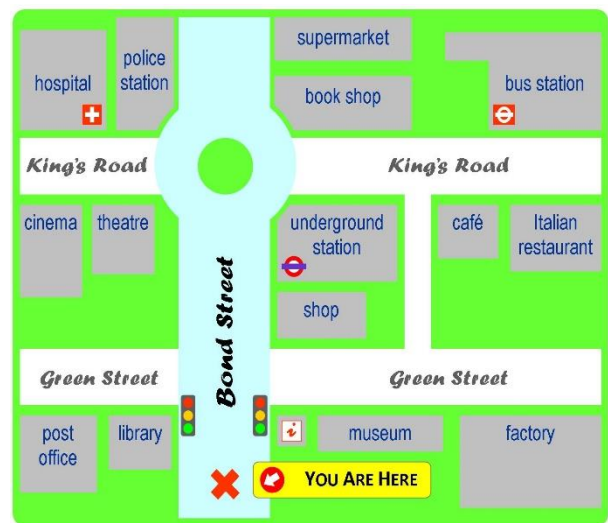 supermarket
hospital
police
station
book shop
bus station
King's Road
King's Road
cinema
theatre
underground
station
café
Italian
restaurant
Bond Street
shop
Green Street
Green Street
post
office
library
i
museum
factory
YOU ARE HERE